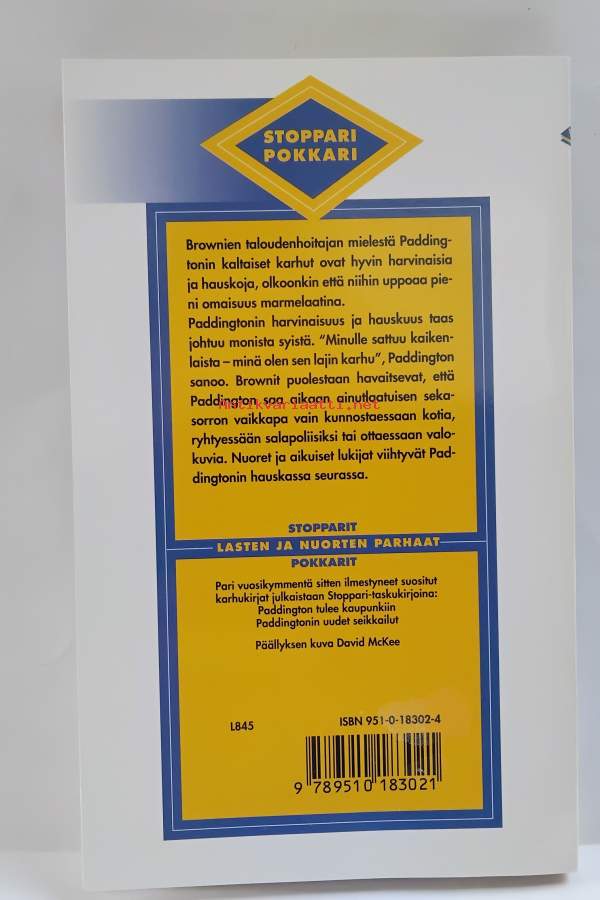 STOPPARI
POKKARI
Brownien taloudenhoitajan mielestä Padding-
tonin kaltaiset karhut ovat hyvin harvinaisia
ja hauskoja, olkoonkin että niihin uppoaa pie-
ni omaisuus marmelaatina.
Paddingtonin harvinaisuus ja hauskuus taas
johtuu monista syistä. ”Minulle sattuu kaiken-
laista – minä olen sen lajin karhu”, Paddington
sanoo. Brownit puolestaan havaitsevat, että
Paddington saa aikaan ainutlaatuisen seka-
Antikvariaatti.net
sorron vaikkapa vain kunnostaessaan kotia,
ryhtyessään salapoliisiksi tai ottaessaan valo-
kuvia. Nuoret ja aikuiset lukijat viihtyvät Pad-
dingtonin hauskassa seurassa.
STOPPARIT
LASTEN JA NUORTEN PARHAAT
POKKARIT
Pari vuosikymmentä sitten ilmestyneet suositut
karhukirjat julkaistaan Stoppari-taskukirjoina:
Paddington tulee kaupunkiin
Paddingtonin uudet seikkailut
Päällyksen kuva David McKee
L845
ISBN 951-0-18302-4
9 789510 183021